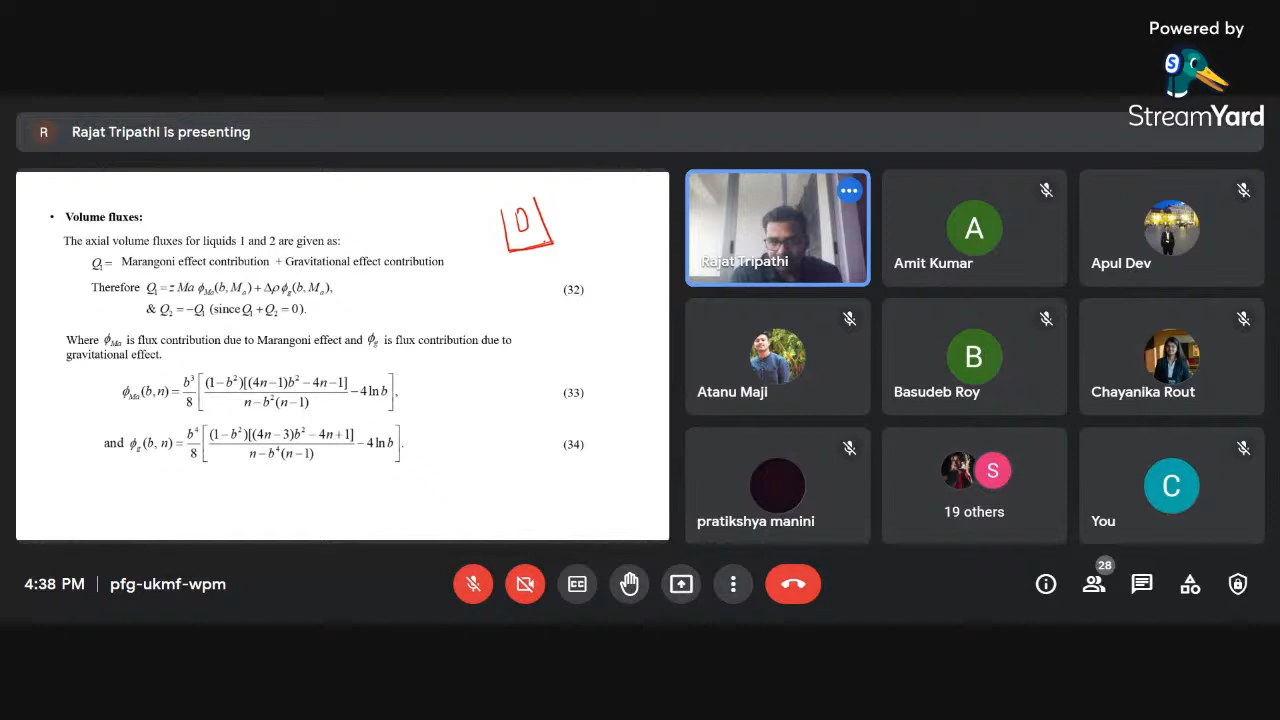 Powered by
S
StreamYard
R Rajat Tripathi is presenting
• Volume fluxes:
The axial volume fluxes for liquids 1 and 2 are given as:
Q₁ = Marangoni effect contribution + Gravitational effect contribution
Therefore Q₁ = z Ma ϕ_Ma(b, M_a) + Δρ ϕ_g(b, M_a), (32)
& Q₂ = −Q₁ (since Q₁ + Q₂ = 0).
Where ϕ_Ma is flux contribution due to Marangoni effect and ϕ_g is flux contribution due to
gravitational effect.
ϕ_Ma(b, n) = b³/8 [ (1−b²)[(4n−1)b² − 4n−1] / n−b²(n−1) − 4 ln b ], (33)
and ϕ_g(b, n) = b⁴/8 [ (1−b²)[(4n−3)b² − 4n+1] / n−b⁴(n−1) − 4 ln b ]. (34)
Rajat Tripathi
A
Amit Kumar
Apul Dev
Atanu Maji
B
Basudeb Roy
Chayanika Rout
pratikshya manini
S
19 others
C
You
4:38 PM | pfg-ukmf-wpm
CC
28